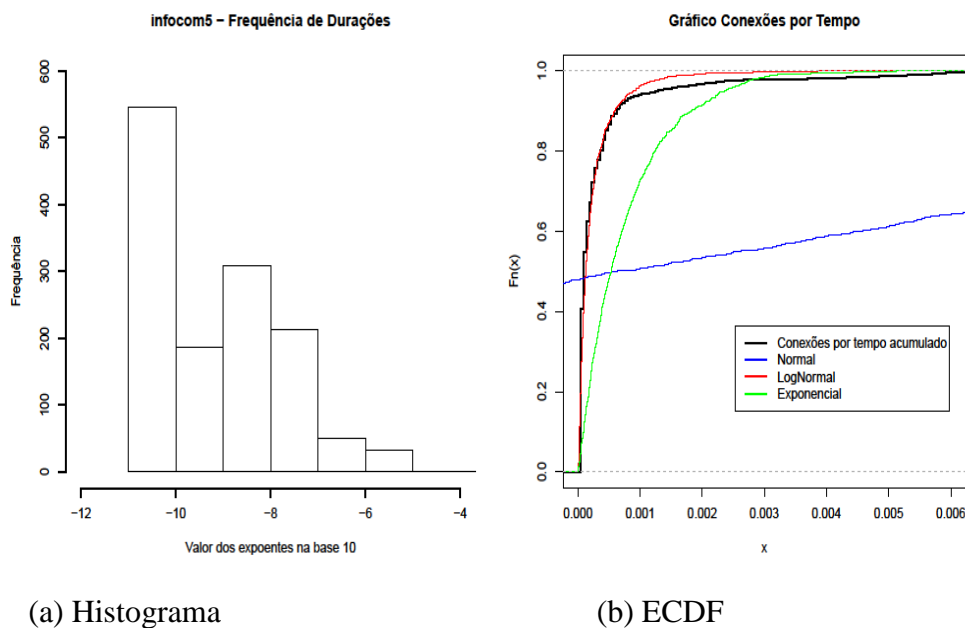 infocom5 − Frequência de Durações
Frequência
600
500
400
300
200
100
0
−12
−10
−8
−6
−4
Valor dos expoentes na base 10
(a) Histograma
Gráfico Conexões por Tempo
Fn(x)
1.0
0.8
0.6
0.4
0.2
0.0
Conexões por tempo acumulado
Normal
LogNormal
Exponencial
0.000
0.001
0.002
0.003
0.004
0.005
0.006
x
(b) ECDF